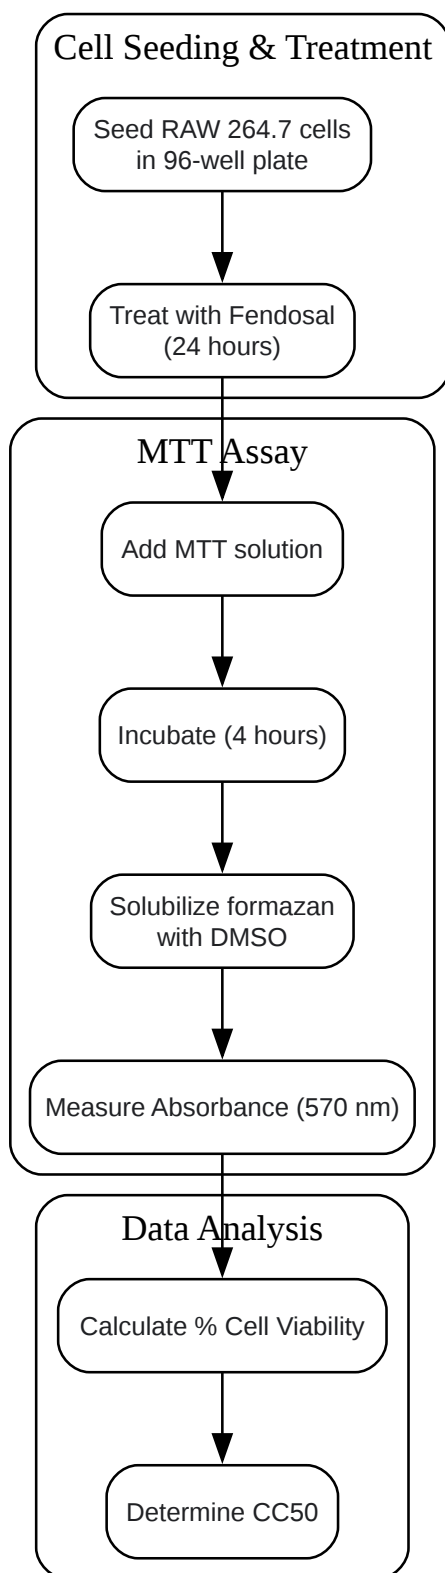 Cell Seeding & Treatment
Seed RAW 264.7 cells
in 96-well plate
Treat with Fendosal
(24 hours)
MTT Assay
Add MTT solution
Incubate (4 hours)
Solubilize formazan
with DMSO
Measure Absorbance (570 nm)
Data Analysis
Calculate % Cell Viability
Determine CC50